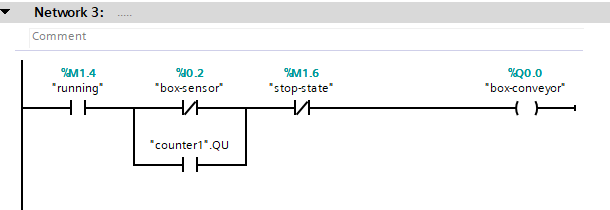 Network 3: .....
Comment
%M1.4 %I0.2 %M1.6 %Q0.0
"running" "box-sensor" "stop-state" "box-conveyor"
"counter1".QU